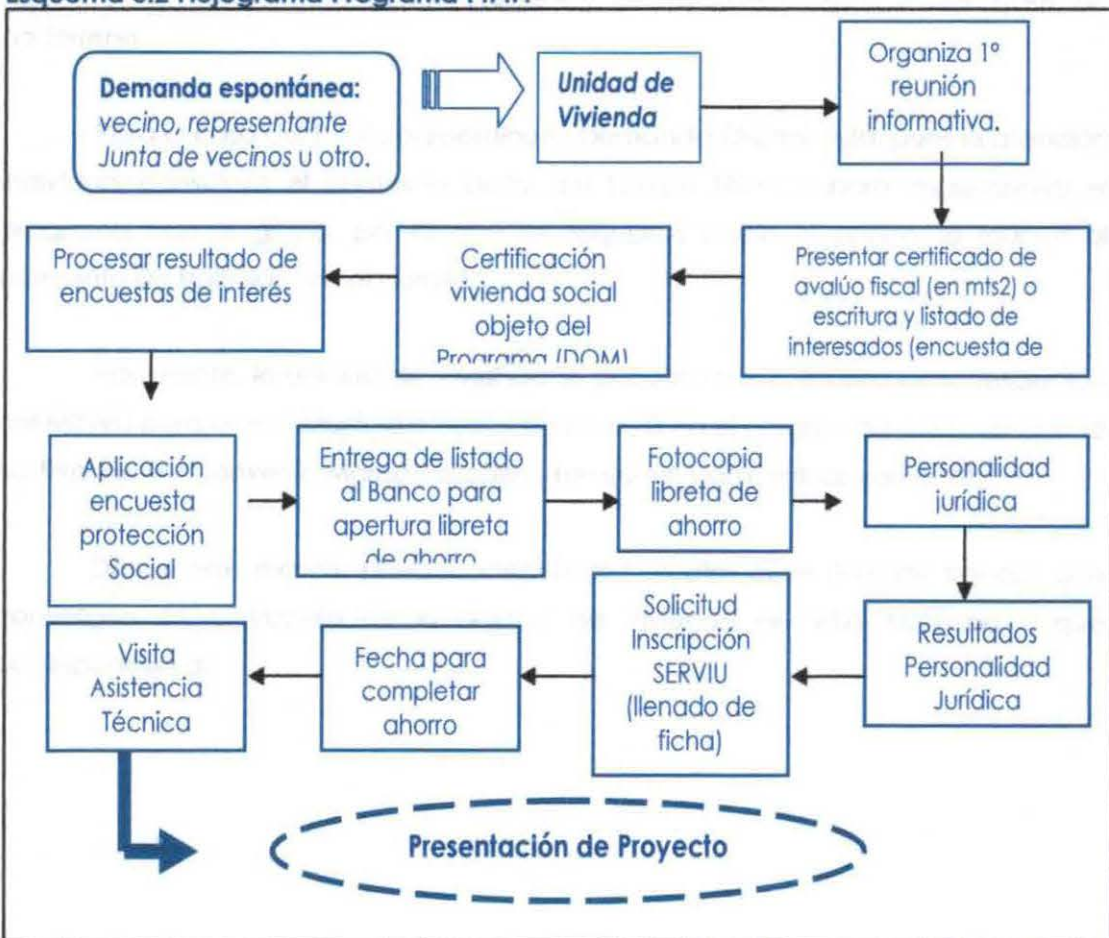 Demanda espontánea:
vecino, representante
Junta de vecinos u otro.
Unidad de
Vivienda
Organiza 1°
reunión
informativa.
Presentar certificado de
avalúo fiscal (en mts2) o
escritura y listado de
interesados (encuesta de
Certificación
vivienda social
objeto del
Programa (DOM)
Procesar resultado de
encuestas de interés
Aplicación
encuesta
protección
Social
Entrega de listado
al Banco para
apertura libreta
de ahorro
Fotocopia
libreta de
ahorro
Personalidad
jurídica
Resultados
Personalidad
Jurídica
Solicitud
Inscripción
SERVIU
(llenado de
ficha)
Fecha para
completar
ahorro
Visita
Asistencia
Técnica
Presentación de Proyecto